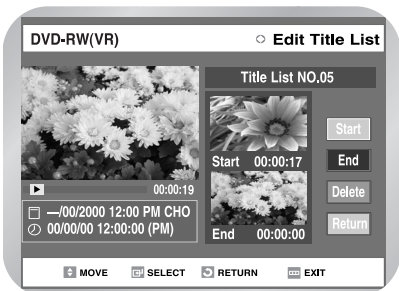 DVD-RW(VR)
Edit Title List
Title List NO,05
Start 00:00:17
00:00:19
—/00/2000 12:00 PM CHO
00/00/00 12:00:00 (PM)
End 00:00:00
Start
End
Delete
Return
MOVE SELECT RETURN EXIT